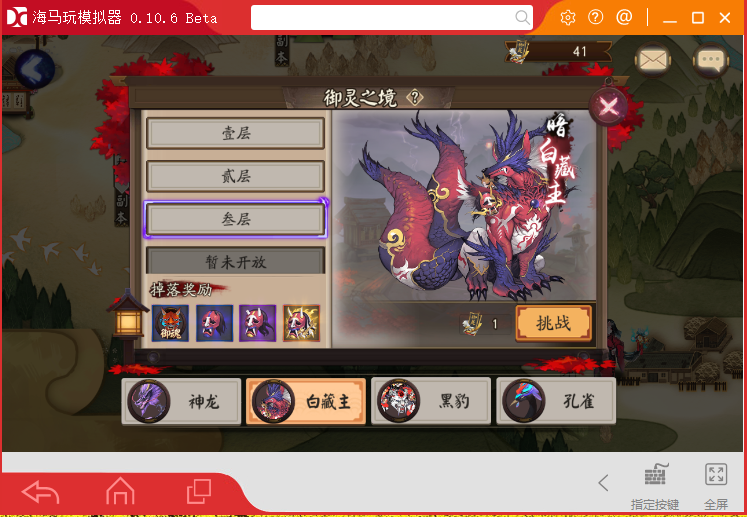 海马玩模拟器 0.10.6 Beta
副本
41
御灵之境 ?
壹层
贰层
叁层
暂未开放
副本
暗
白藏主
掉落奖励
御魂
1
挑战
神龙
白藏主
黑豹
孔雀
指定按键
全屏